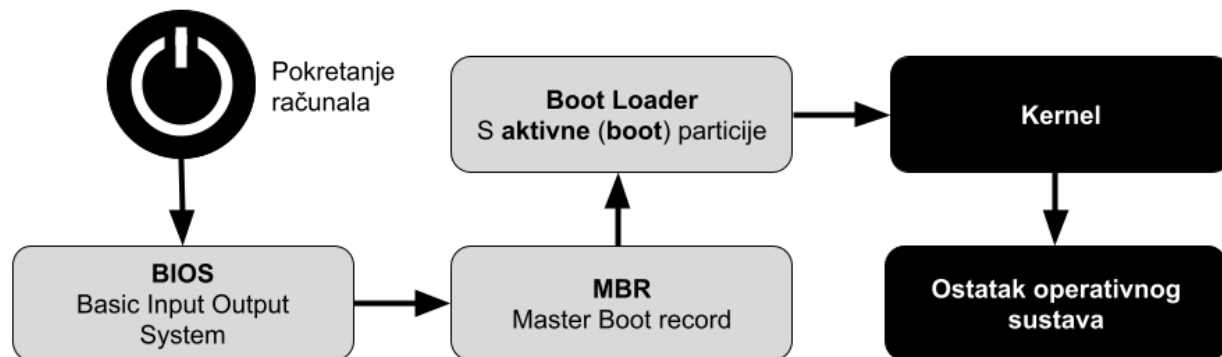 Pokretanje
računala
BIOS
Basic Input Output
System
MBR
Master Boot record
Boot Loader
S aktivne (boot) particije
Kernel
Ostatak operativnog
sustava